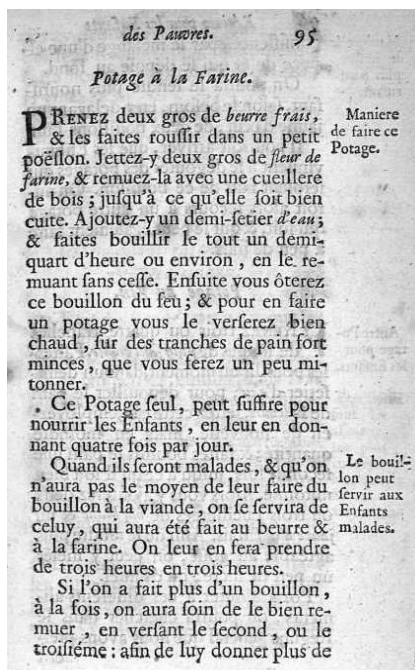 des Pauvres.
95
Potage à la Farine.
PRENEZ deux gros de beurre frais,
& les faites rouſſir dans un petit
poëſlon. Jettez-y deux gros de fleur de
farine, & remuez-la avec une cueillere
de bois ; juſqu'à ce qu'elle ſoit bien
cuite. Ajoutez-y un demi-ſetier d'eau ;
& faites bouillir le tout un demi-
quart d'heure ou environ , en le re-
muant ſans ceſſe. Enſuite vous ôterez
ce bouillon du feu ; & pour en faire
un potage vous le verſerez bien
chaud , ſur des tranches de pain fort
minces , que vous ferez un peu mi-
tonner.
Ce Potage ſeul, peut ſuffire pour
nourrir les Enfants , en leur en don-
nant quatre fois par jour.
Quand ils ſeront malades , & qu'on
n'aura pas le moyen de leur faire du
bouillon à la viande , on ſe ſervira de
celuy, qui aura été fait au beurre &
à la farine. On leur en fera prendre
de trois heures en trois heures.
Si l'on a fait plus d'un bouillon,
à la fois, on aura ſoin de le bien re-
muer , en verſant le ſecond, ou le
troiſiéme : afin de luy donner plus de
Maniere
de faire ce
Potage.
Le bouil-
lon peut
ſervir aux
Enfants
malades.